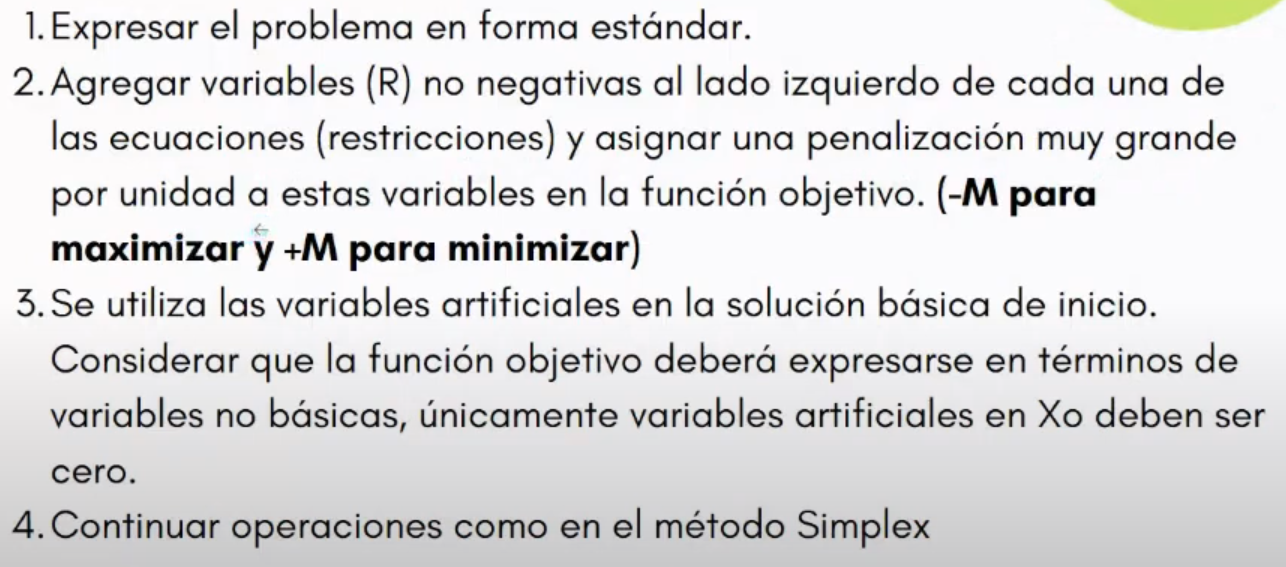 1. Expresar el problema en forma estándar.
2. Agregar variables (R) no negativas al lado izquierdo de cada una de
las ecuaciones (restricciones) y asignar una penalización muy grande
por unidad a estas variables en la función objetivo. (-M para
maximizar y +M para minimizar)
3. Se utiliza las variables artificiales en la solución básica de inicio.
Considerar que la función objetivo deberá expresarse en términos de
variables no básicas, únicamente variables artificiales en Xo deben ser
cero.
4. Continuar operaciones como en el método Simplex